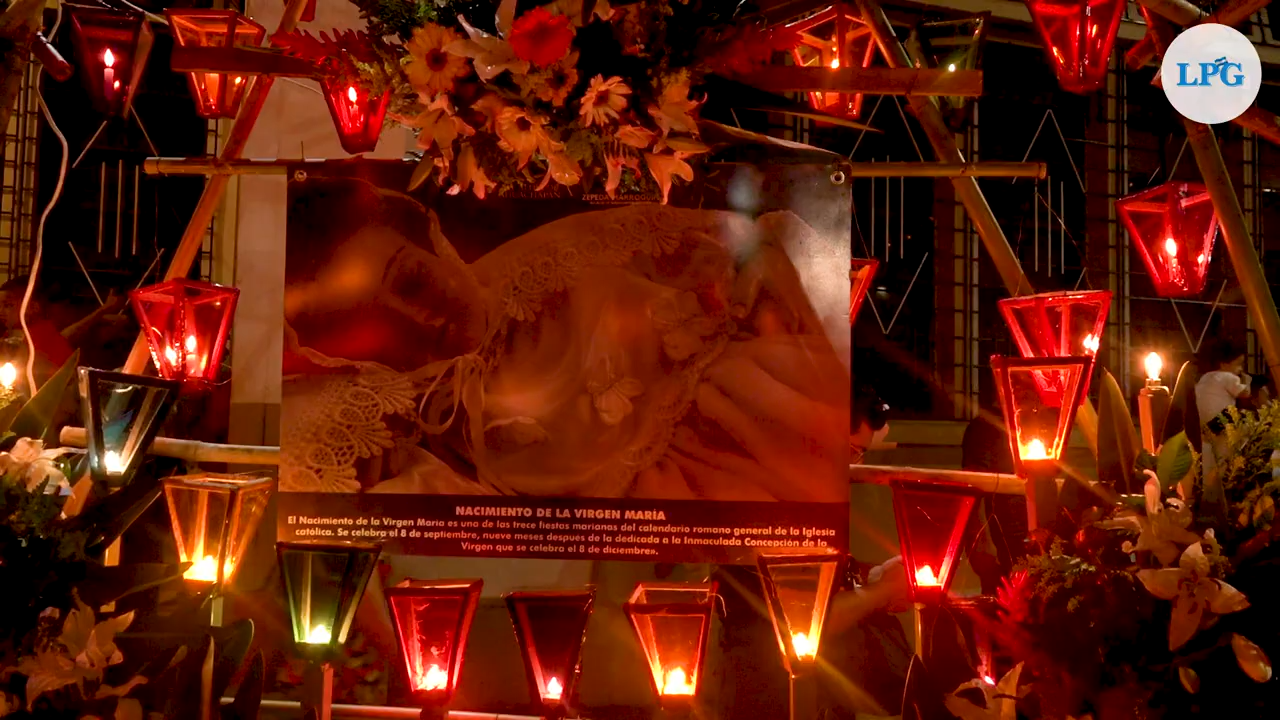 LPG
ZEPEDA MARROQUÍN
NACIMIENTO DE LA VIRGEN MARÍA
El Nacimiento de la Virgen María es uno de las trece fiestas marianas del calendario romano general de la Iglesia
católica. Se celebra el 8 de septiembre, nueve meses despues de la dedicada a la Inmaculada Concepción de la
Virgen que se celebra el 8 de diciembre».